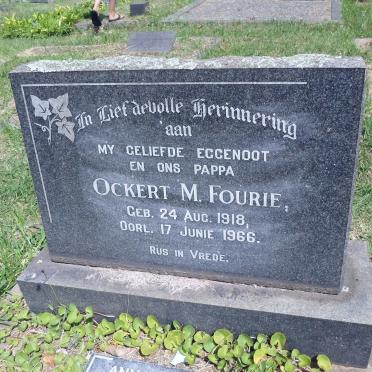 In Liefdevolle Herinnering
aan
MY GELIEFDE EGGENOOT
EN ONS PAPPA
OCKERT M. FOURIE,
GEB. 24 AUG. 1918,
OORL. 17 JUNIE 1966.
RUS IN VREDE.